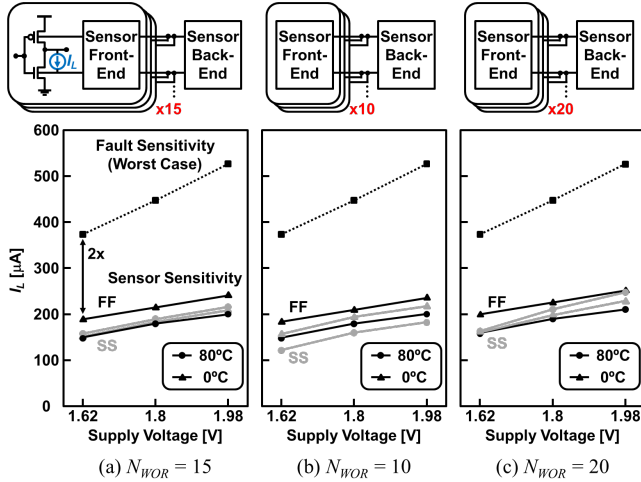 I_L
Sensor Front-End
Sensor Back-End
x15
Sensor Front-End
Sensor Back-End
x10
Sensor Front-End
Sensor Back-End
x20
I_L [µA]
600
500
400
300
200
100
0
Fault Sensitivity
(Worst Case)
2x
Sensor Sensitivity
FF
SS
80ºC
0ºC
1.62 1.8 1.98
Supply Voltage [V]
FF
SS
80ºC
0ºC
1.62 1.8 1.98
Supply Voltage [V]
FF
SS
80ºC
0ºC
1.62 1.8 1.98
Supply Voltage [V]
(a) N_WOR = 15
(b) N_WOR = 10
(c) N_WOR = 20